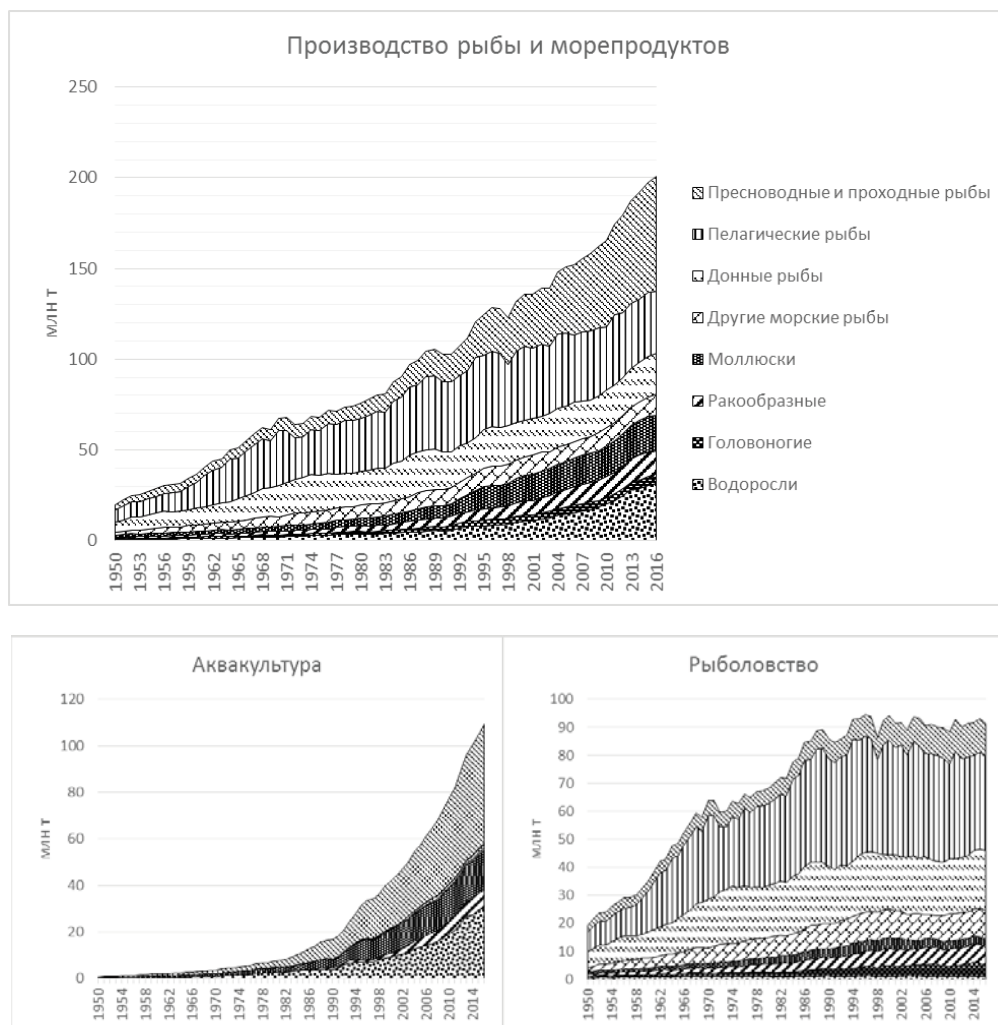 Производство рыбы и морепродуктов
250
200
150
100
50
0
млн т
1950 1953 1956 1959 1962 1965 1968 1971 1974 1977 1980 1983 1986 1989 1992 1995 1998 2001 2004 2007 2010 2013 2016
Пресноводные и проходные рыбы
Пелагические рыбы
Донные рыбы
Другие морские рыбы
Моллюски
Ракообразные
Головоногие
Водоросли
Аквакультура
120
100
80
60
40
20
0
млн т
1950 1954 1958 1962 1966 1970 1974 1978 1982 1986 1990 1994 1998 2002 2006 2010 2014
Рыболовство
100
90
80
70
60
50
40
30
20
10
0
млн т
1950 1954 1958 1962 1966 1970 1974 1978 1982 1986 1990 1994 1998 2002 2006 2010 2014